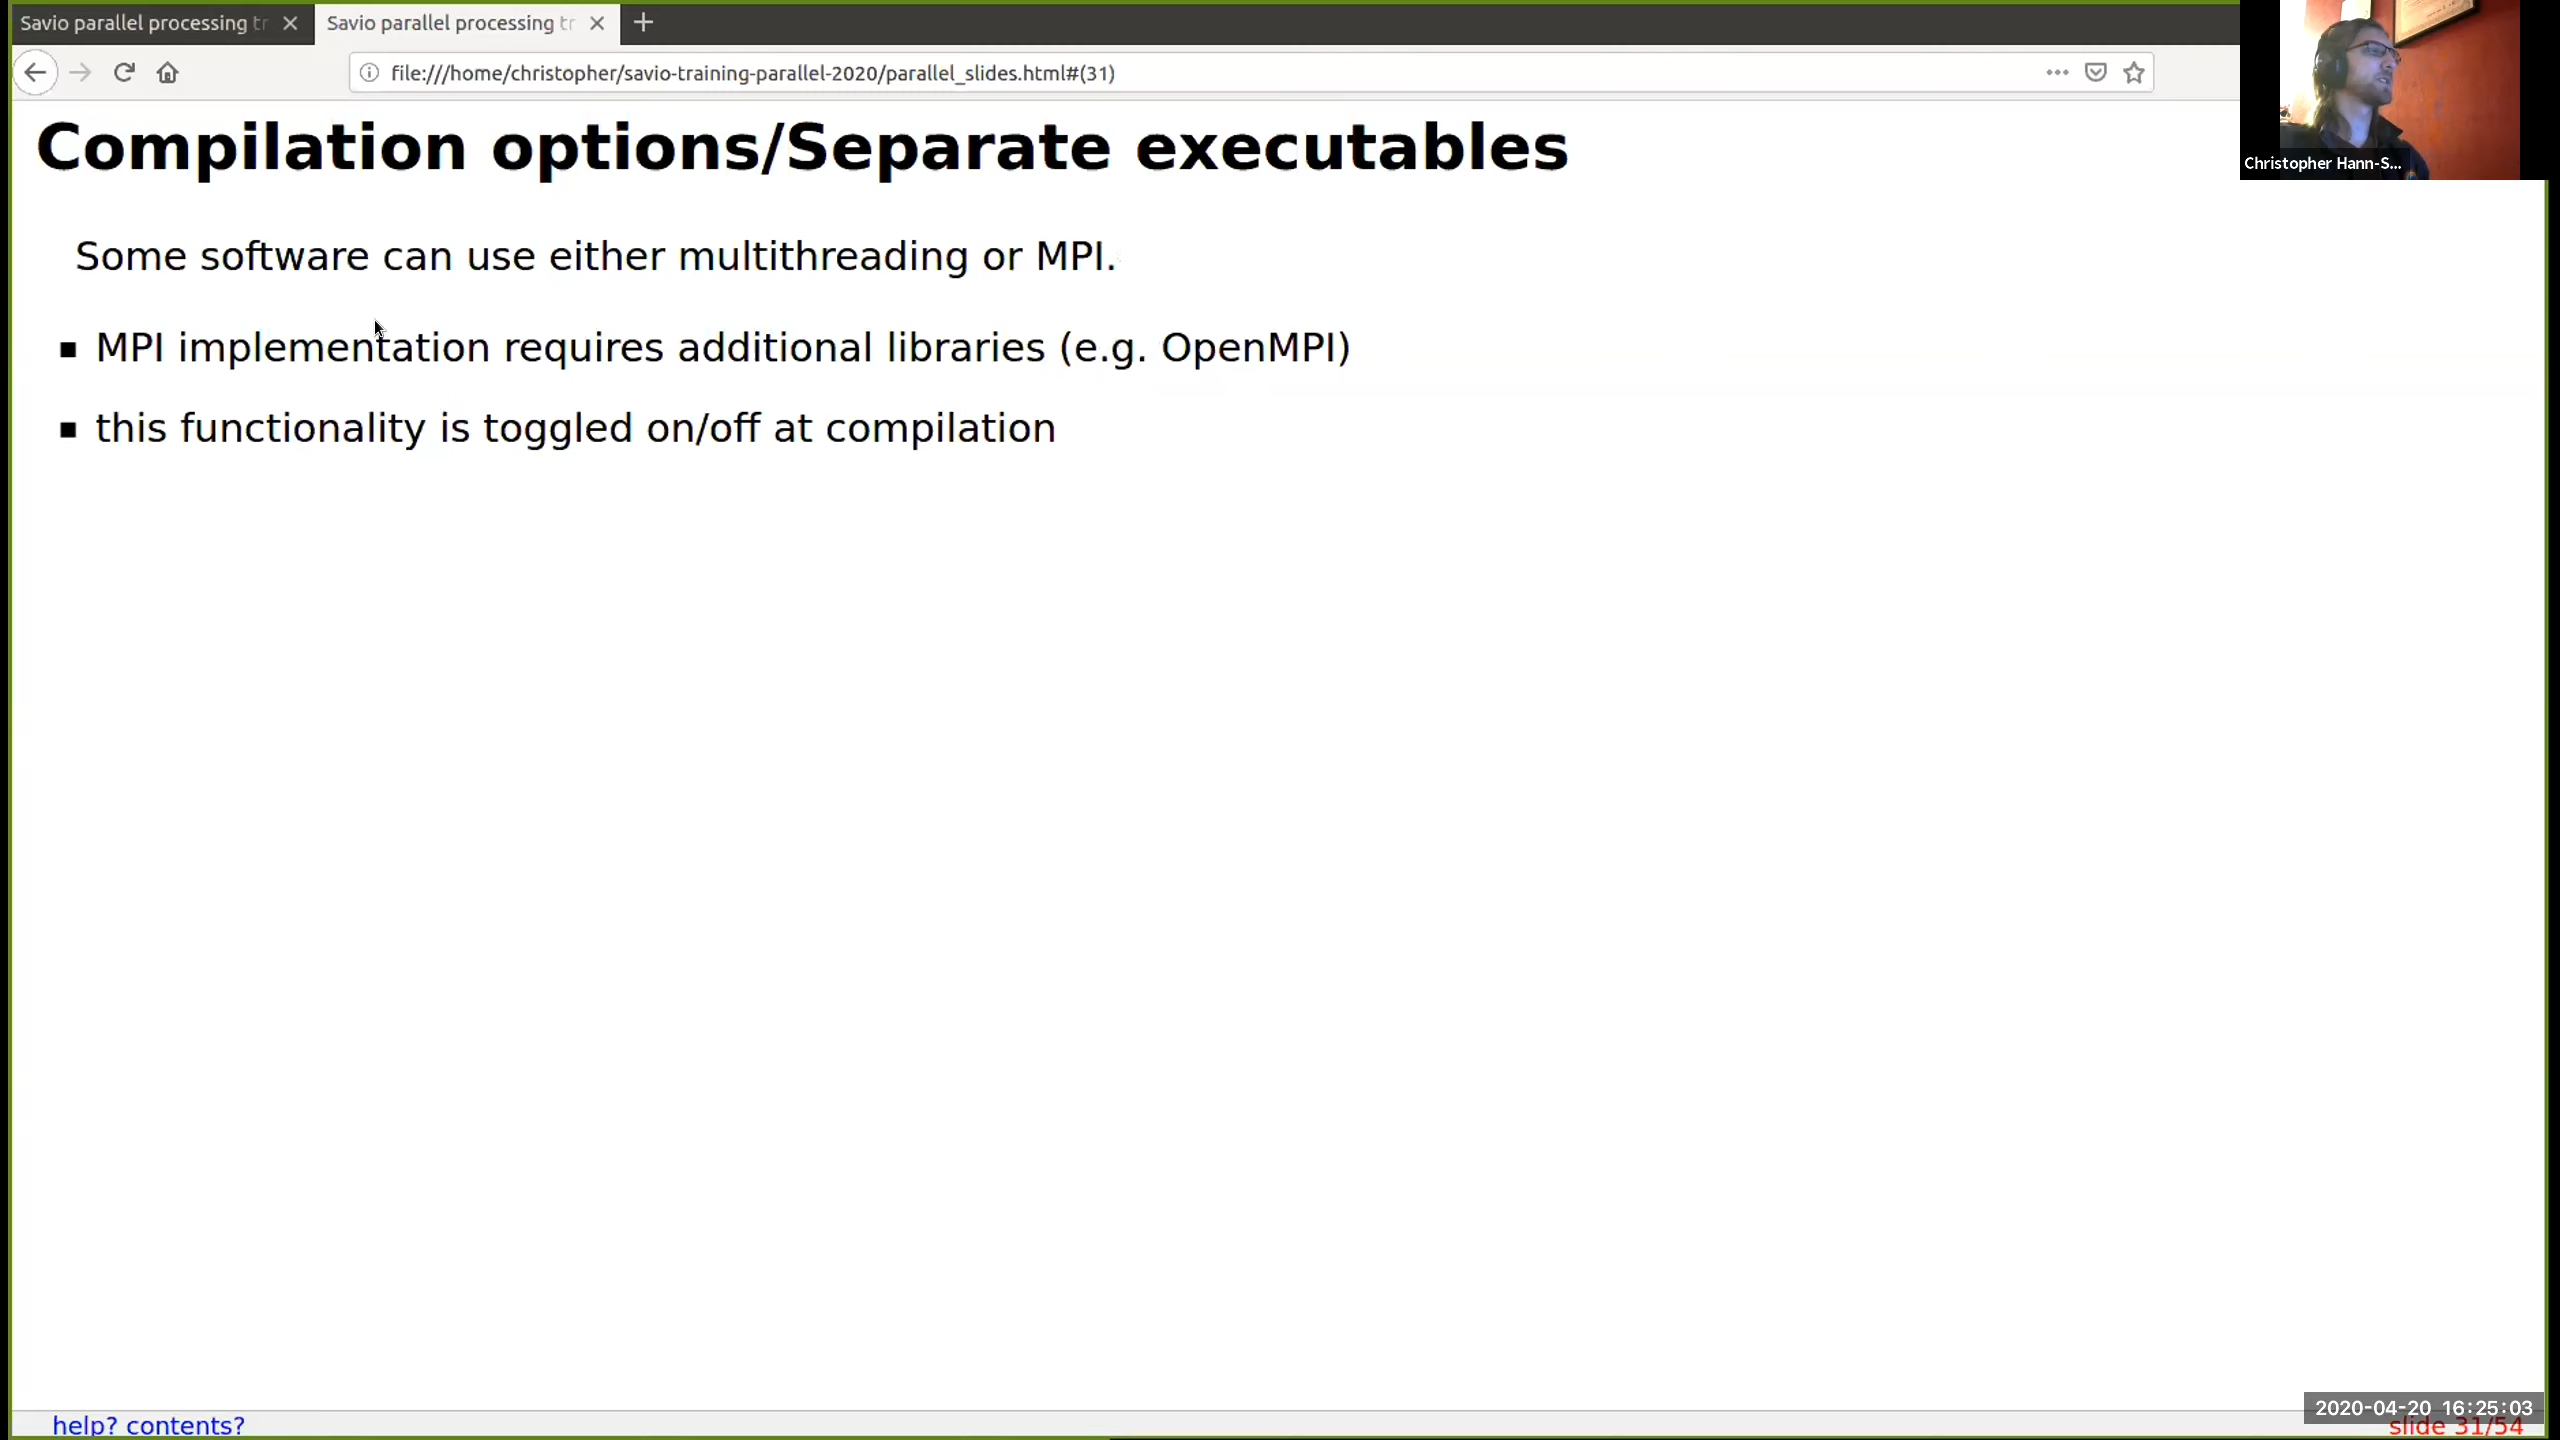 Savio parallel processing tr
Savio parallel processing tr
file:///home/christopher/savio-training-parallel-2020/parallel_slides.html#(31)
Christopher Hann-S...
Compilation options/Separate executables
Some software can use either multithreading or MPI.
MPI implementation requires additional libraries (e.g. OpenMPI)
this functionality is toggled on/off at compilation
2020-04-20 16:25:03
help? contents?
slide 31/54